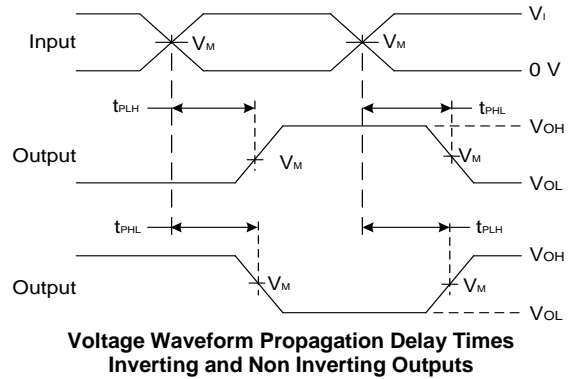 VI
Input
VM
VM
0 V
tPLH
tPHL
VOH
Output
VM
VM
VOL
tPHL
tPLH
VOH
Output
VM
VM
VOL
Voltage Waveform Propagation Delay Times
Inverting and Non Inverting Outputs